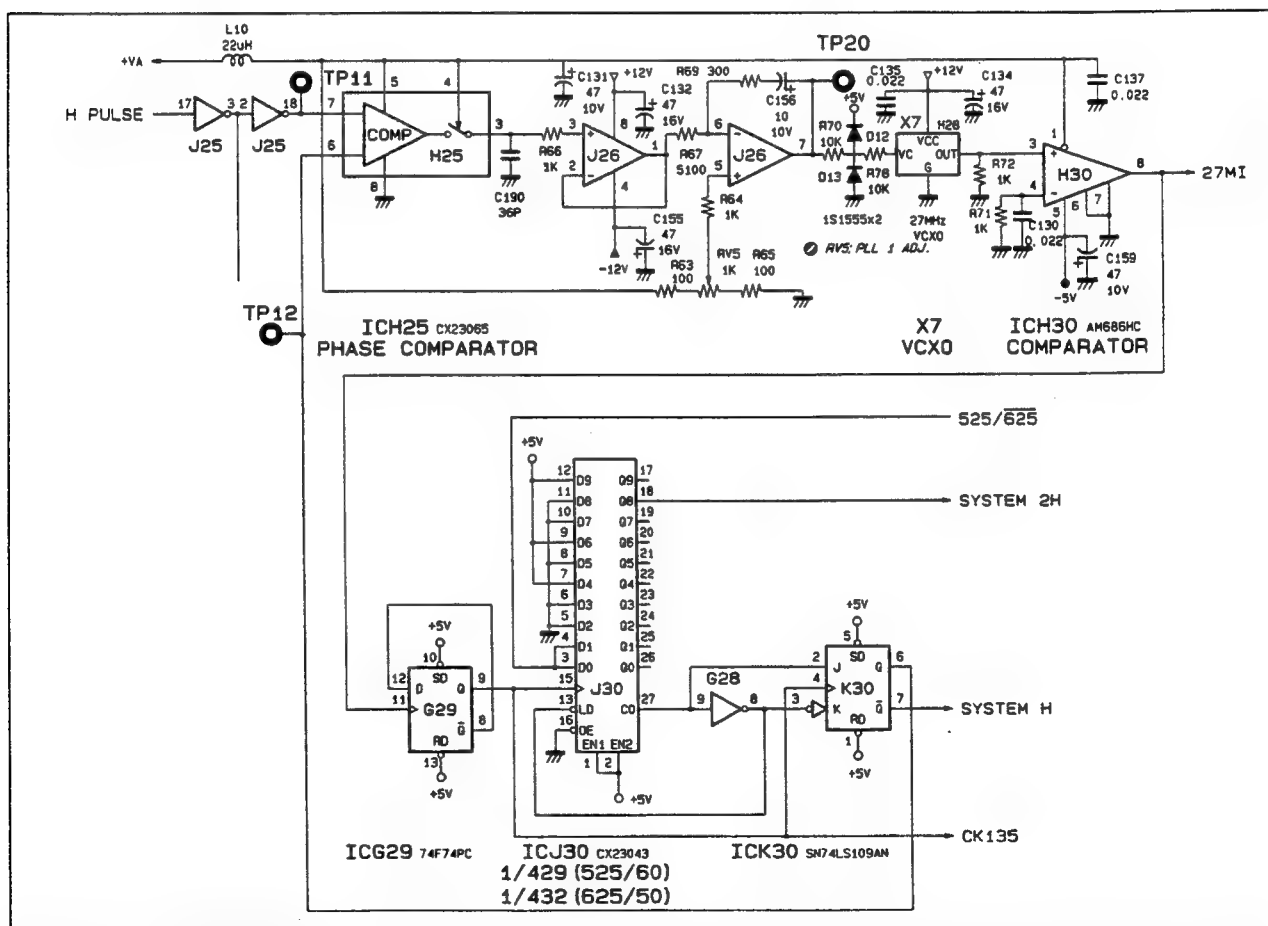 L10
22uH
+VA
TP11
TP20
H PULSE
17
3
2
18
J25
J25
7
6
5
4
8
COMP
H25
3
C190
36P
R66
1K
C131
47
10V
+12V
C132
47
16V
3
2
8
4
1
J26
C155
47
16V
-12V
R67
5100
R69 300
C156
10
10V
6
5
7
J26
R64
1K
R63
100
RV5
1K
R65
100
+5V
R70
10K
D12
D13
R78
10K
1S1555x2
RV5: PLL 1 ADJ.
C135
0.022
+12V
C134
47
16V
X7
H28
VC
VCC
OUT
G
27MHz
VCXO
R72
1K
R71
1K
C130
0.022
3
4
1
5
6
7
8
H30
C137
0.022
27MI
C159
47
10V
-5V
TP12
ICH25 CX23065
PHASE COMPARATOR
X7
VCXO
ICH30 AM686HC
COMPARATOR
525/625
+5V
12 D9 Q9 17
11 D8 Q8 18
10 D7 Q7 19
9 D6 Q6 20
8 D5 Q5 21
7 D4 Q4 22
6 D3 Q3 23
5 D2 Q2 24
4 D1 Q1 25
3 D0 Q0 26
15 J30
13 LD CO 27
16 OE
EN1 EN2
1 2
+5V
SYSTEM 2H
+5V
10
SD
12 D Q 9
11 G29
Q 8
RD
13
+5V
G28
9
8
+5V
5
SD
2 J Q 6
4 K30
3 K Q 7
RD
1
+5V
SYSTEM H
CK135
ICG29 74F74PC
ICJ30 CX23043
1/429 (525/60)
1/432 (625/50)
ICK30 SN74LS109AN